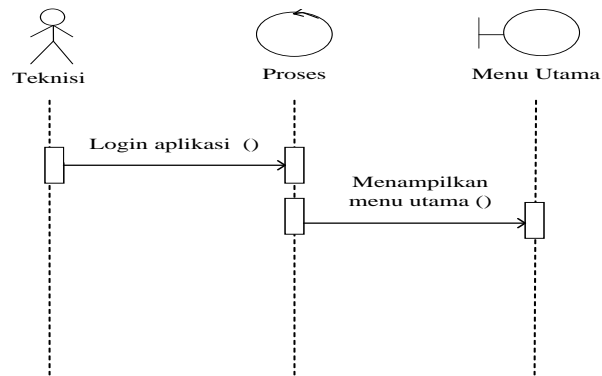 Teknisi
Proses
Menu Utama
Login aplikasi ()
Menampilkan
menu utama ()